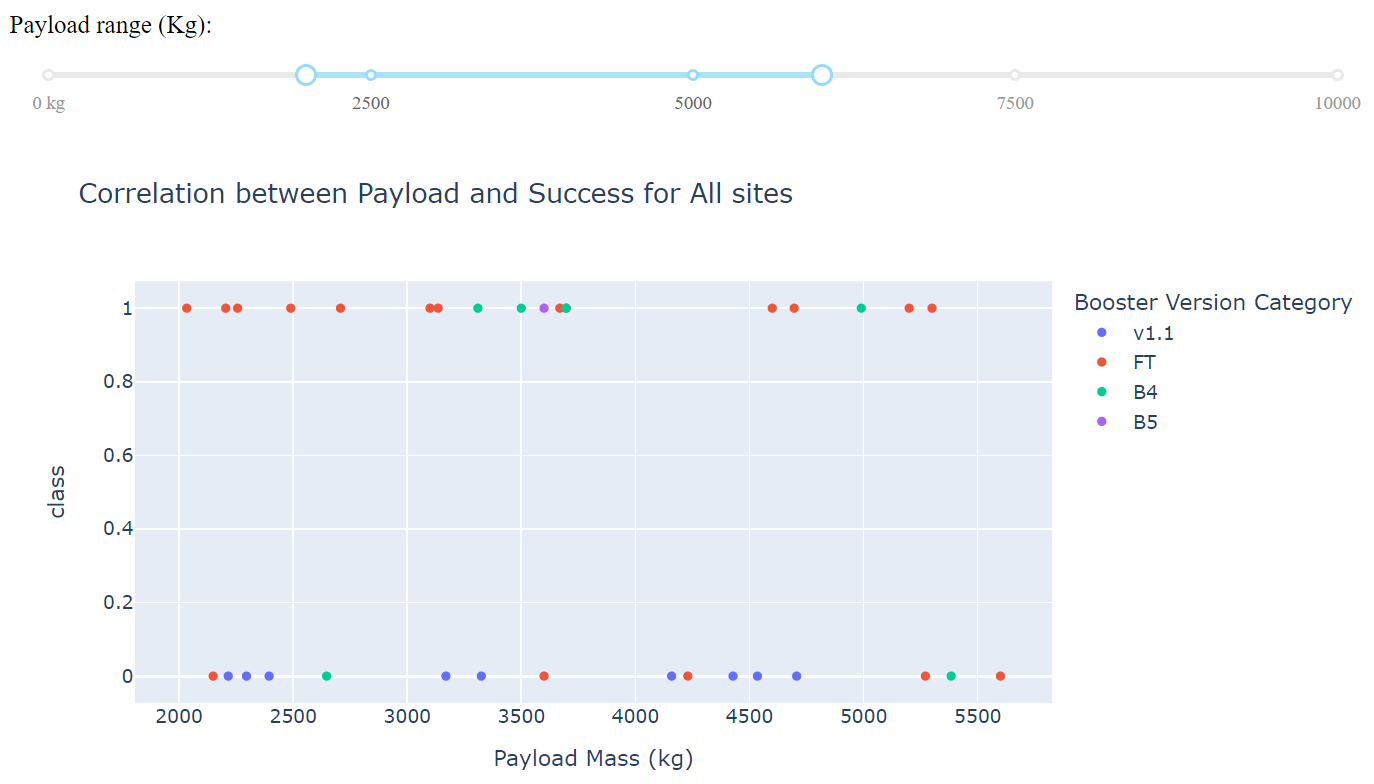 Payload range (Kg):
0 kg 2500 5000 7500 10000
Correlation between Payload and Success for All sites
Booster Version Category
v1.1
FT
B4
B5
1
0.8
0.6
0.4
0.2
0
class
2000 2500 3000 3500 4000 4500 5000 5500
Payload Mass (kg)